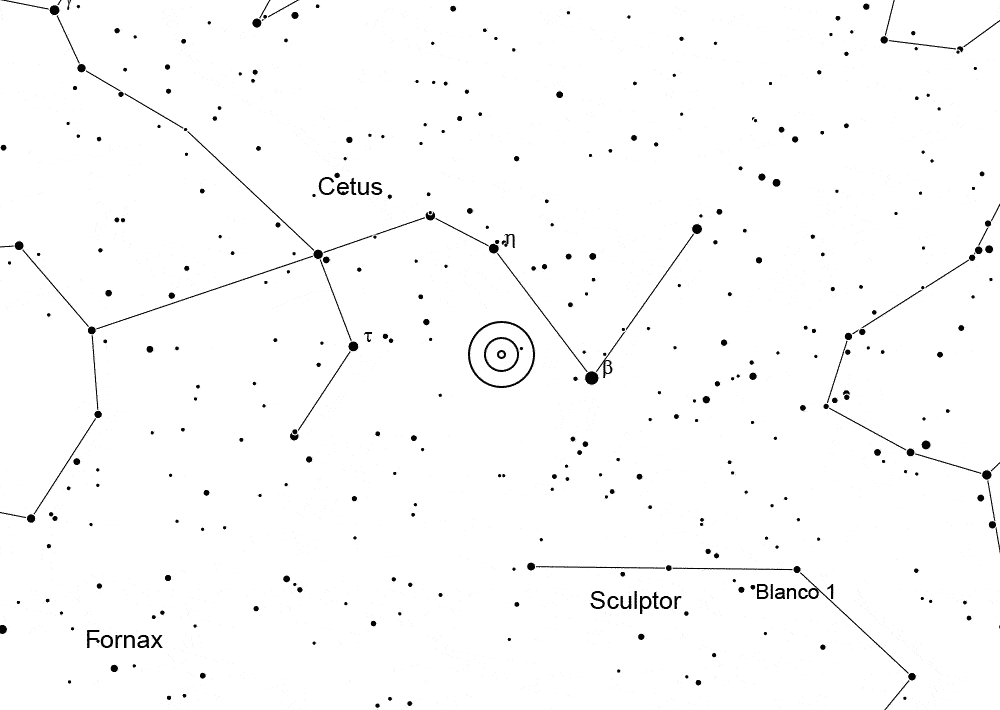 γ
Cetus
η
τ
β
Sculptor
Blanco 1
Fornax